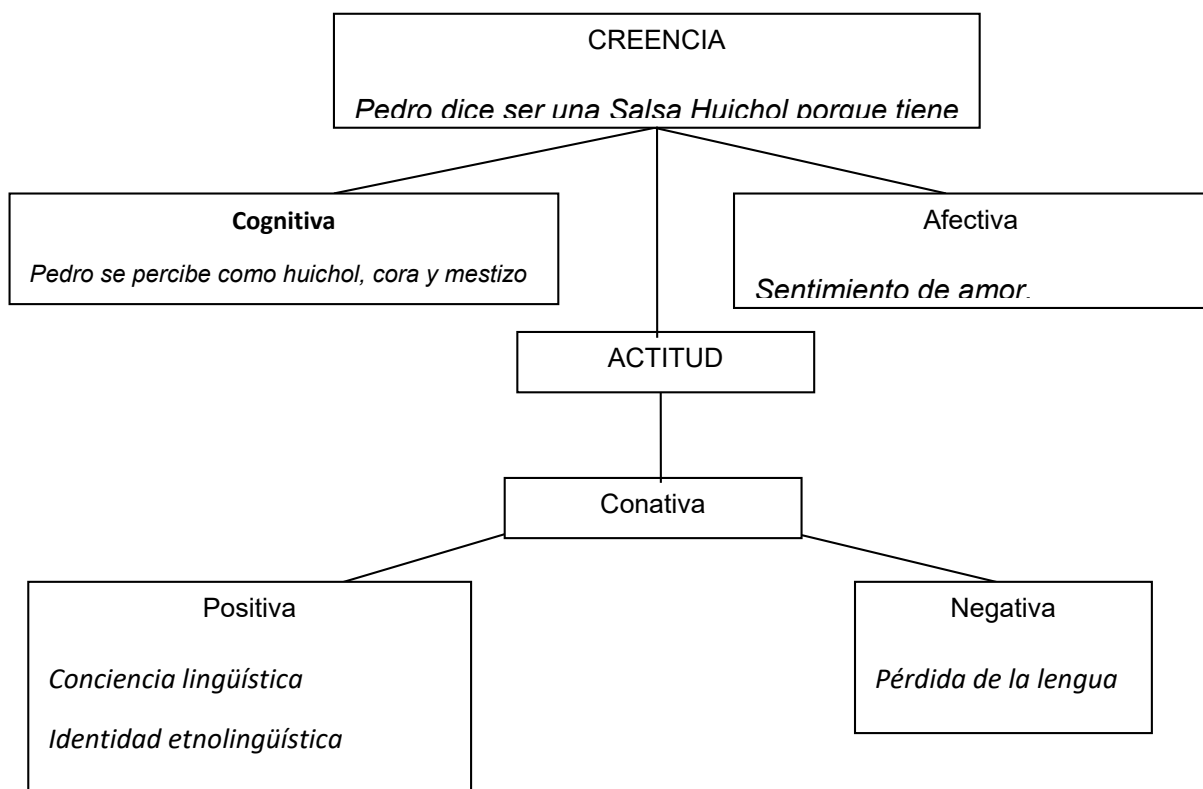 CREENCIA
Pedro dice ser una Salsa Huichol porque tiene
Cognitiva
Pedro se percibe como huichol, cora y mestizo
Afectiva
Sentimiento de amor.
ACTITUD
Conativa
Positiva
Conciencia lingüística
Identidad etnolingüística
Negativa
Pérdida de la lengua